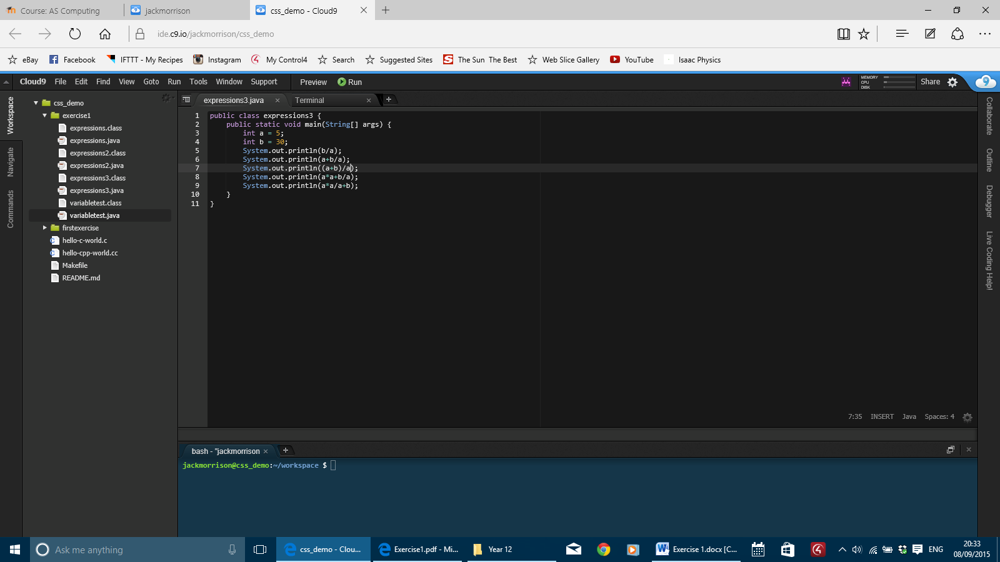 Course: AS Computing
jackmorrison
css_demo - Cloud9
ide.c9.io/jackmorrison/css_demo
eBay Facebook IFTTT - My Recipes Instagram My Control4 Search Suggested Sites The Sun The Best Web Slice Gallery YouTube Isaac Physics
Cloud9 File Edit Find View Goto Run Tools Window Support Preview Run MEMORY CPU DISK Share
Workspace
Navigate
Commands
css_demo
exercise1
expressions.class
expressions.java
expressions2.class
expressions2.java
expressions3.class
expressions3.java
variabletest.class
variabletest.java
firstexercise
hello-c-world.c
hello-cpp-world.cc
Makefile
README.md
expressions3.java Terminal
1 public class expressions3 {
2 public static void main(String[] args) {
3 int a = 5;
4 int b = 30;
5 System.out.println(b/a);
6 System.out.println(a+b/a);
7 System.out.println((a+b)/a);
8 System.out.println(a*a+b/a);
9 System.out.println(a*a/a+b);
10 }
11 }
7:35 INSERT Java Spaces: 4
Collaborate
Outline
Debugger
Live Coding Help!
bash - "jackmorrison
jackmorrison@css_demo:~/workspace $
Ask me anything
css_demo - Clou...
Exercise1.pdf - Mi...
Year 12
Exercise 1.docx [C...
ENG
20:33
08/09/2015